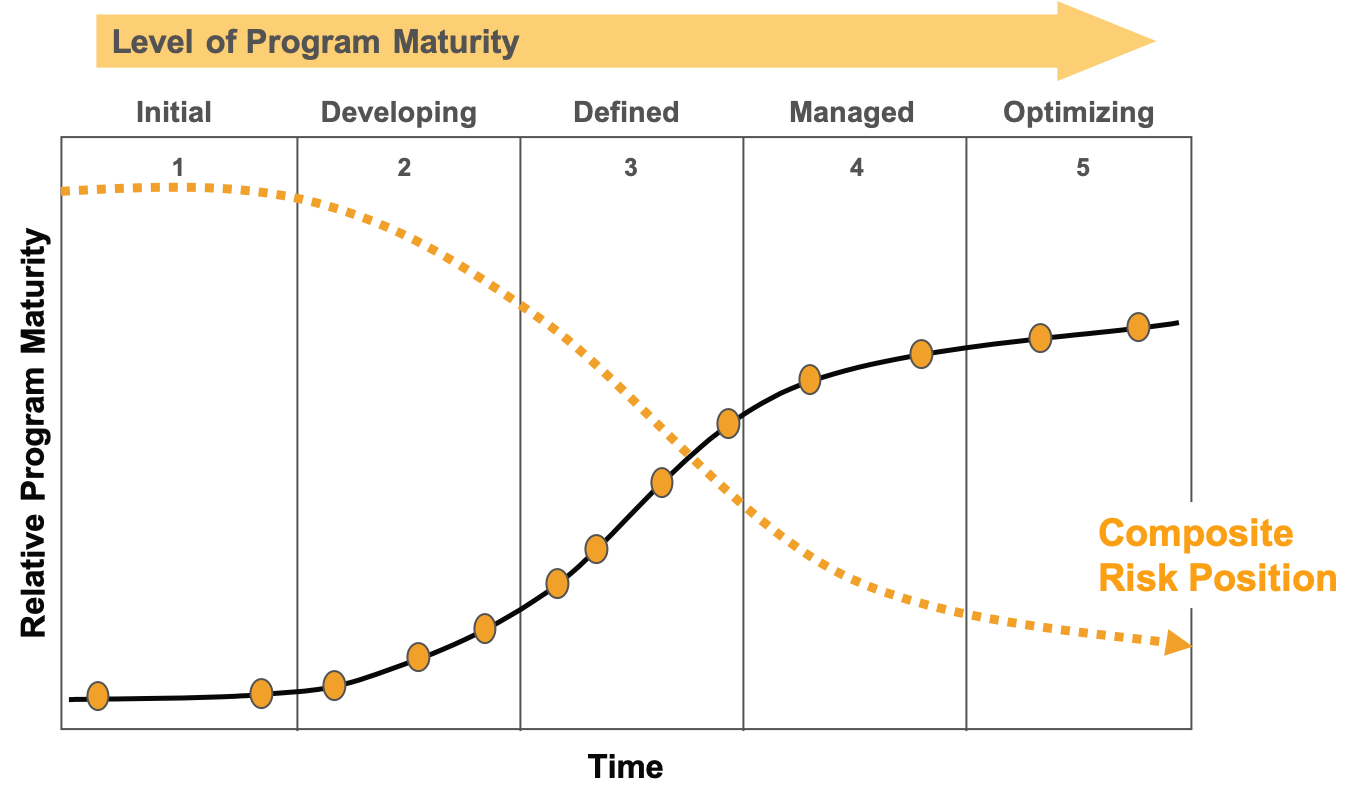 Level of Program Maturity
Initial
Developing
Defined
Managed
Optimizing
1
2
3
4
5
Relative Program Maturity
Composite
Risk Position
Time